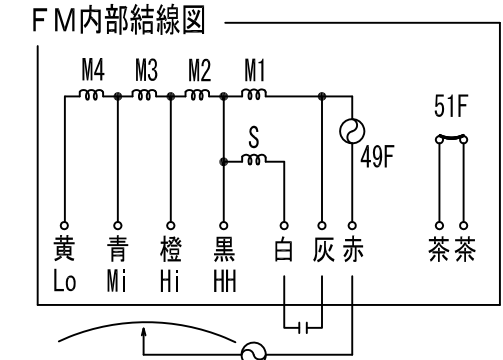 FM内部結線図
M4 M3 M2 M1
51F
S
49F
黄 青 橙 黒 白 灰 赤 茶 茶
Lo Mi Hi HH